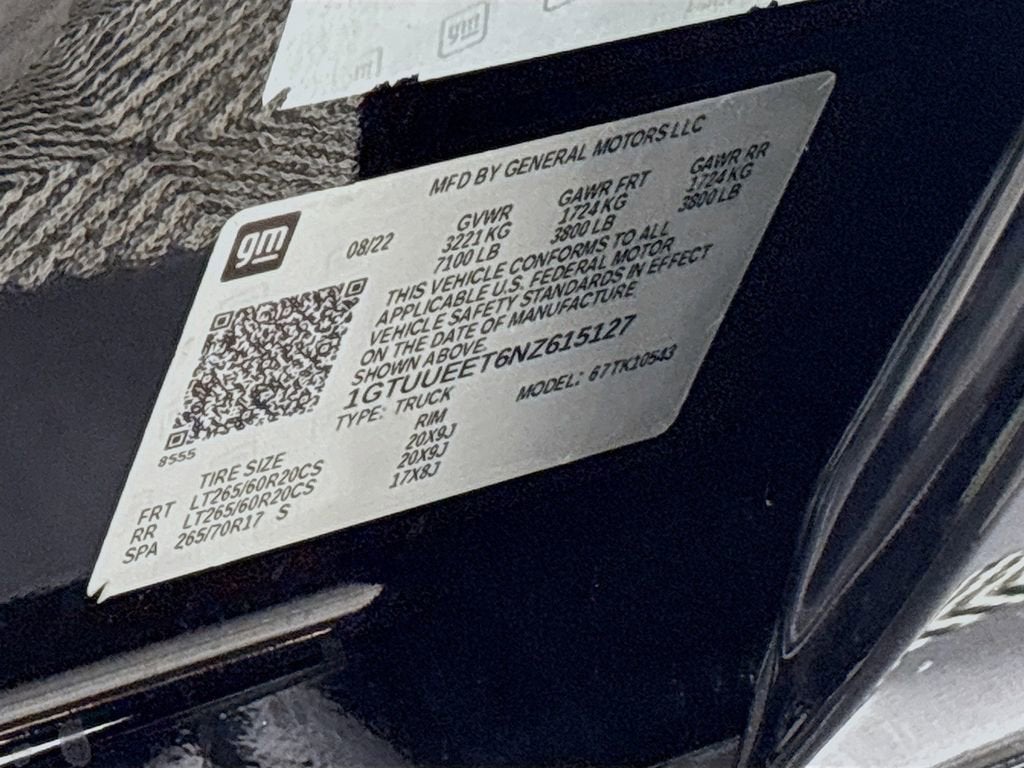 gm
MFD BY GENERAL MOTORS LLC
gm
08/22
GVWR GAWR FRT GAWR RR
3221 KG 1724 KG 1724 KG
7100 LB 3800 LB 3800 LB
THIS VEHICLE CONFORMS TO ALL
APPLICABLE U.S. FEDERAL MOTOR
VEHICLE SAFETY STANDARDS IN EFFECT
ON THE DATE OF MANUFACTURE
SHOWN ABOVE.
1GTUUEET6NZ615127
TYPE: TRUCK MODEL: 67TK10543
8555
TIRE SIZE RIM
FRT LT265/60R20CS 20X9J
RR LT265/60R20CS 20X9J
SPA 265/70R17 S 17X8J